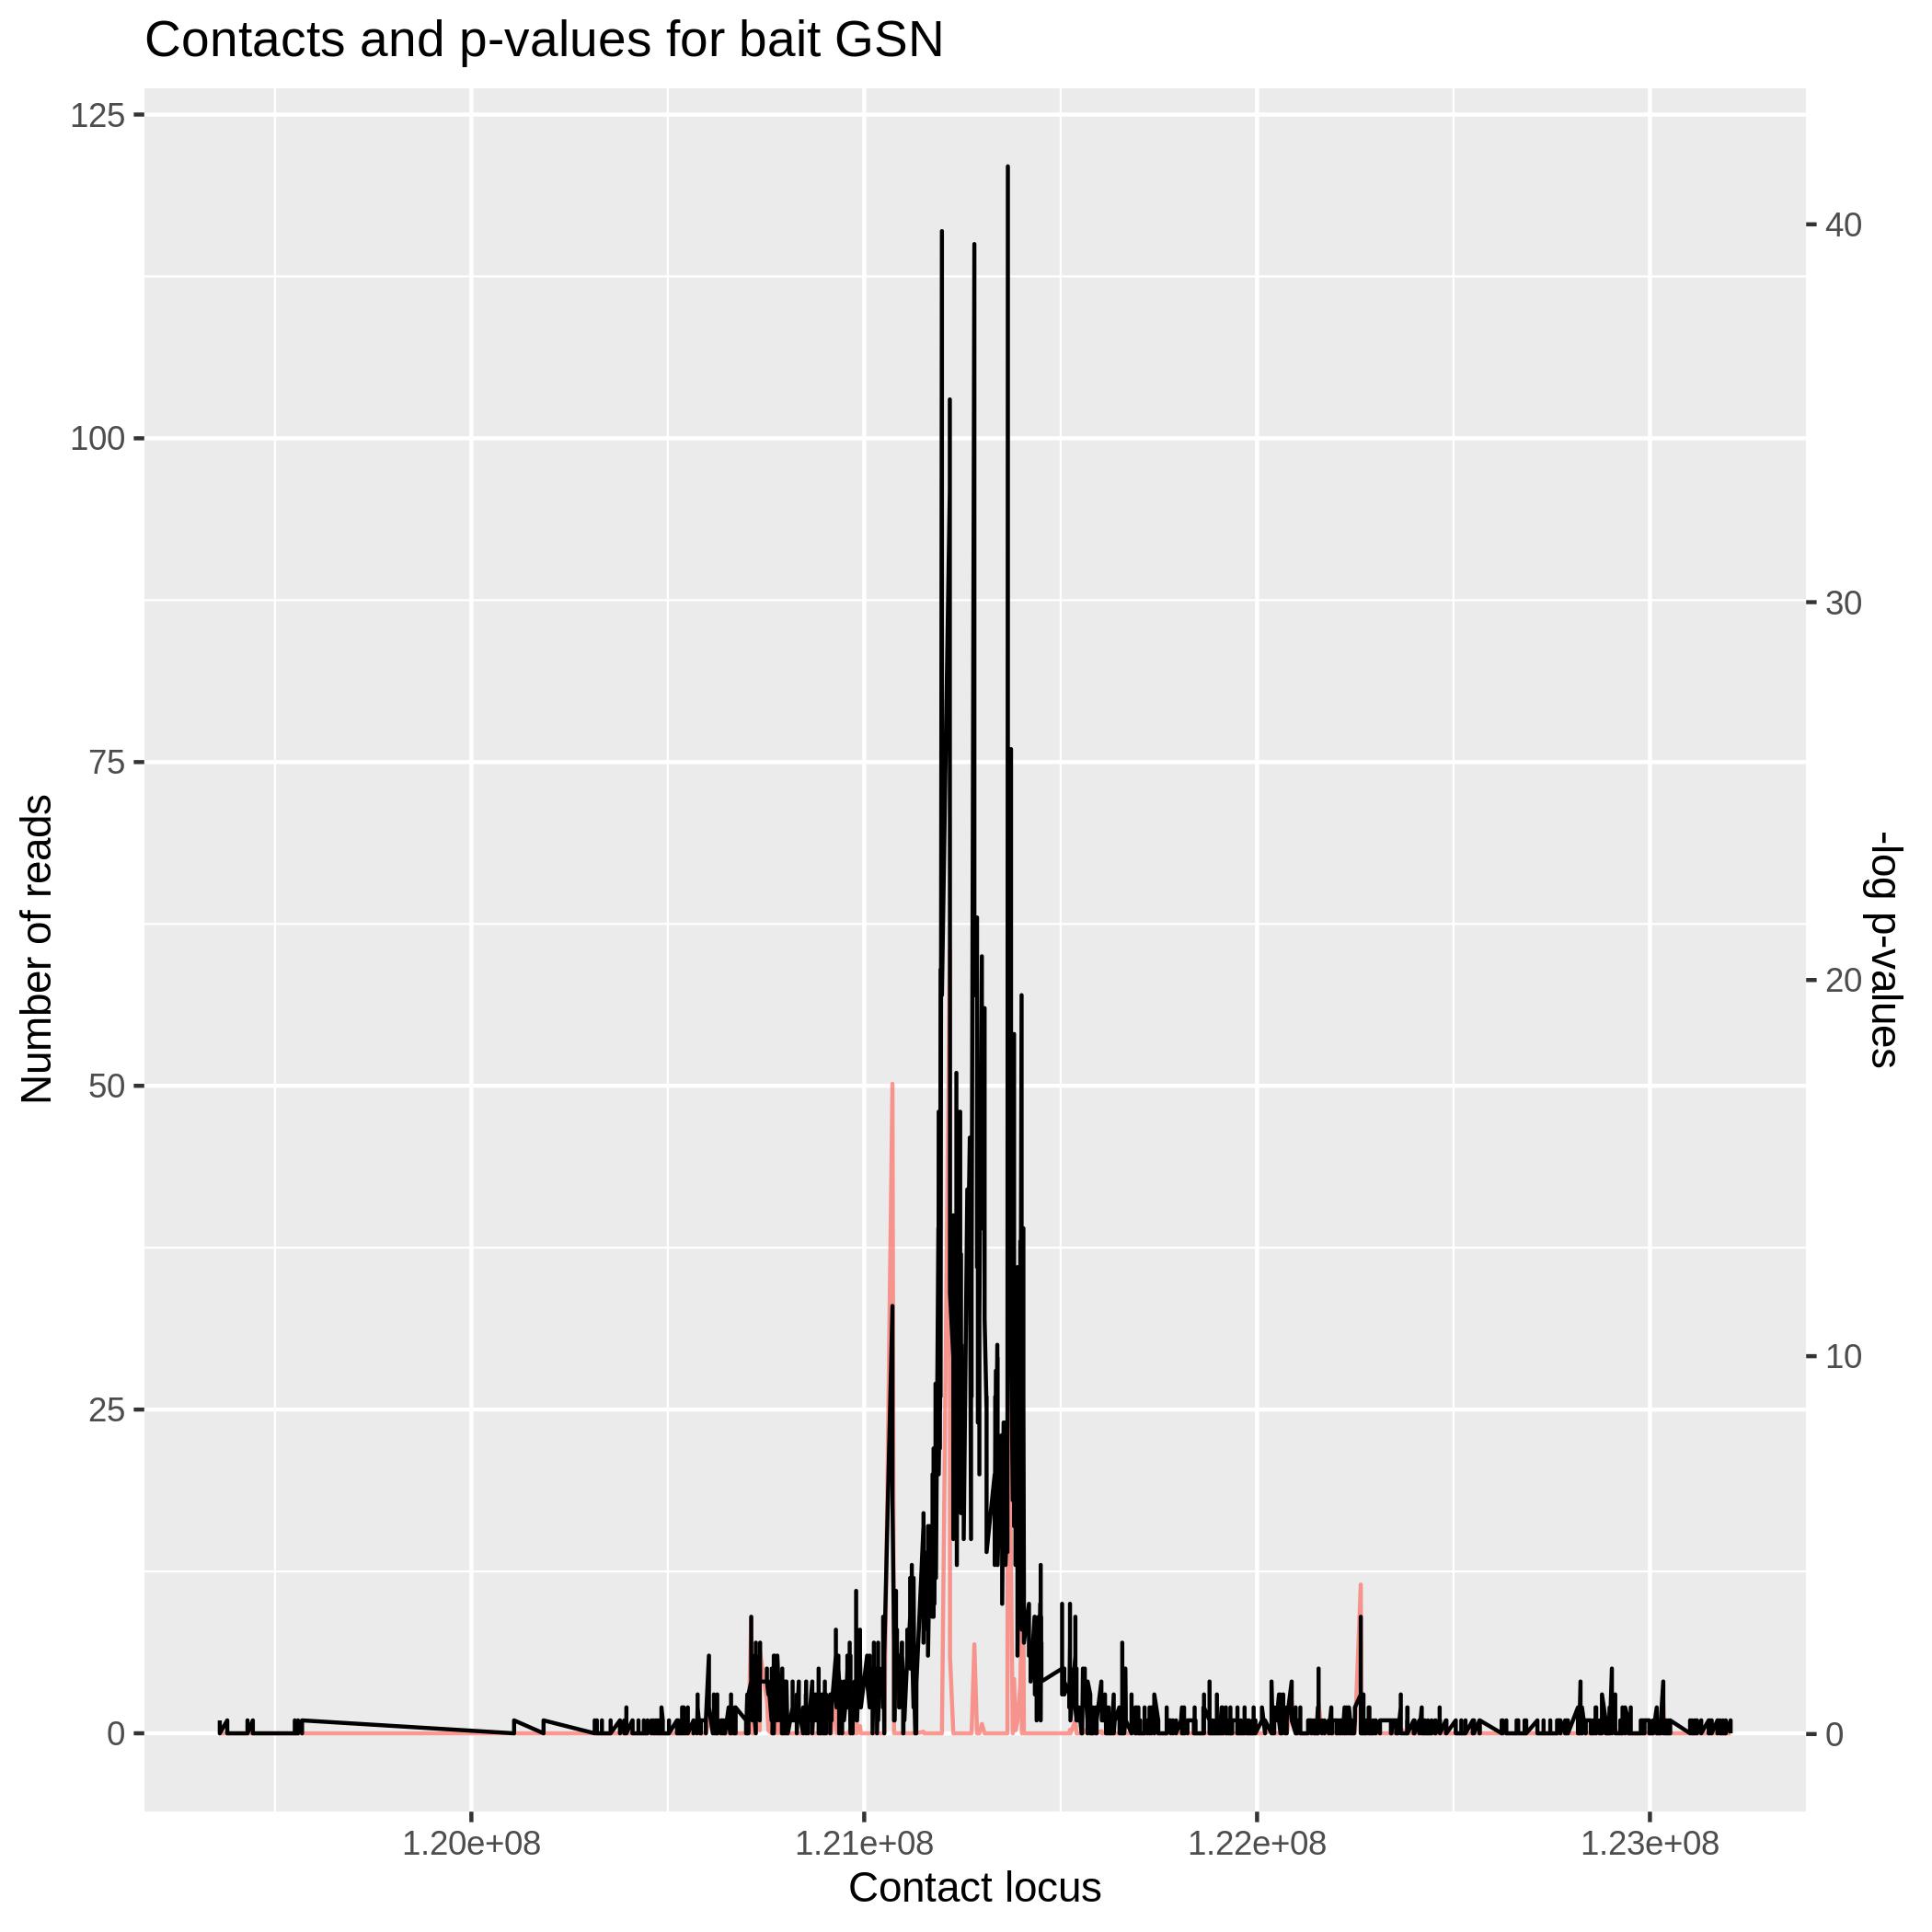 Contacts and p-values for bait GSN
125
100
75
50
25
0
Number of reads
40
30
20
10
0
-log p-values
1.20e+08
1.21e+08
1.22e+08
1.23e+08
Contact locus